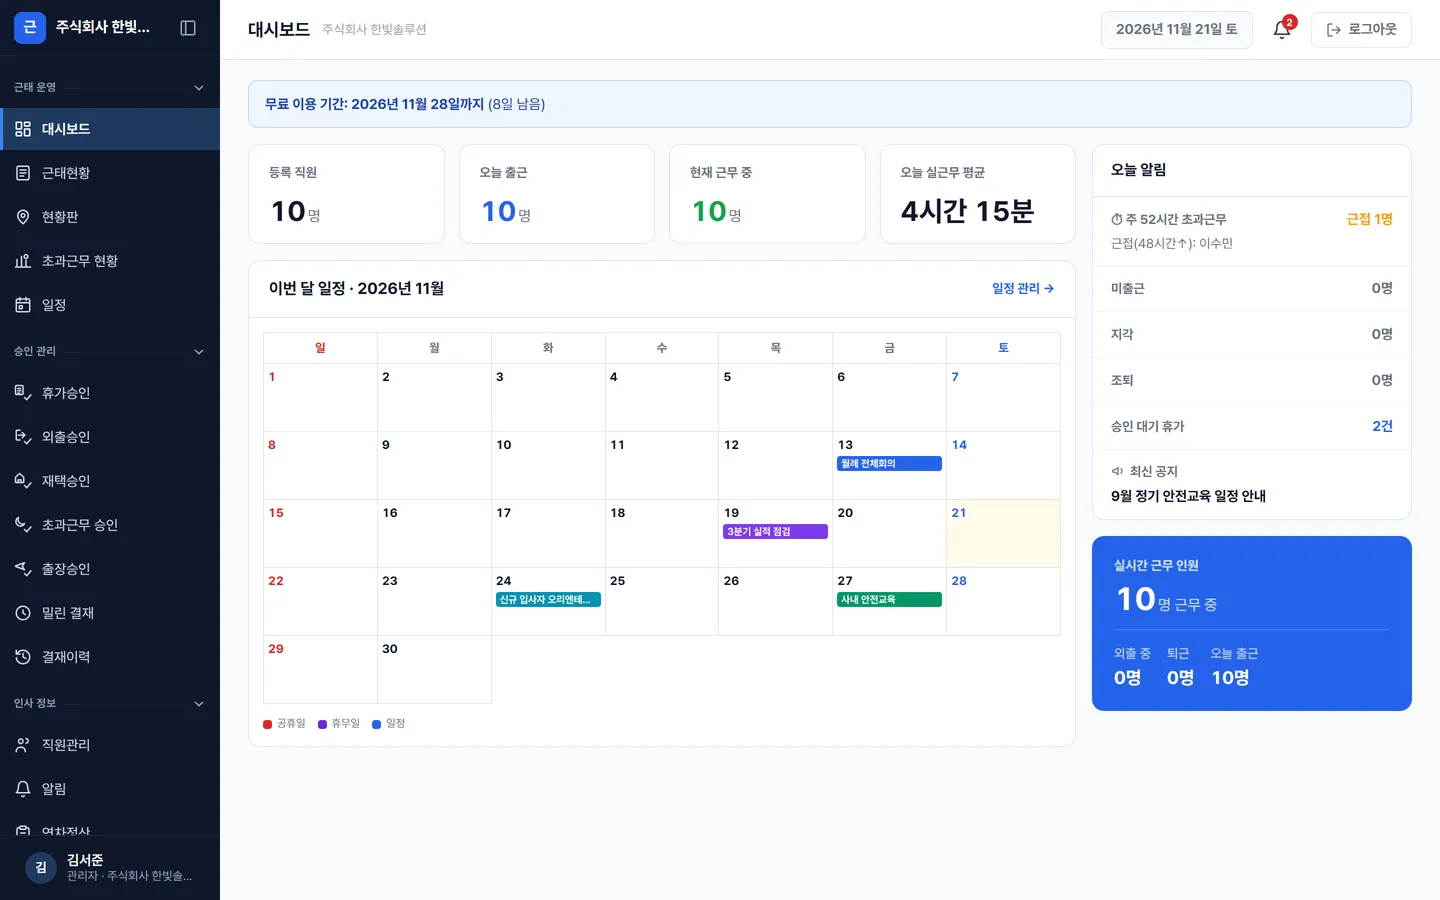 근
주식회사 한빛...
근태 운영
대시보드
근태현황
현황판
초과근무 현황
일정
승인 관리
휴가승인
외출승인
재택승인
초과근무 승인
출장승인
밀린 결재
결재이력
인사 정보
직원관리
알림
연차정산
김
김서준
관리자 · 주식회사 한빛솔...
대시보드 주식회사 한빛솔루션
2026년 11월 21일 토
2
로그아웃
무료 이용 기간: 2026년 11월 28일까지 (8일 남음)
등록 직원
10명
오늘 출근
10명
현재 근무 중
10명
오늘 실근무 평균
4시간 15분
이번 달 일정 · 2026년 11월
일정 관리 →
일 월 화 수 목 금 토
1 2 3 4 5 6 7
8 9 10 11 12 13 14
월례 전체회의
15 16 17 18 19 20 21
3분기 실적 점검
22 23 24 25 26 27 28
신규 입사자 오리엔테... 사내 안전교육
29 30
공휴일 휴무일 일정
오늘 알림
주 52시간 초과근무 근접 1명
근접(48시간↑): 이수민
미출근 0명
지각 0명
조퇴 0명
승인 대기 휴가 2건
최신 공지
9월 정기 안전교육 일정 안내
실시간 근무 인원
10명 근무 중
외출 중 퇴근 오늘 출근
0명 0명 10명